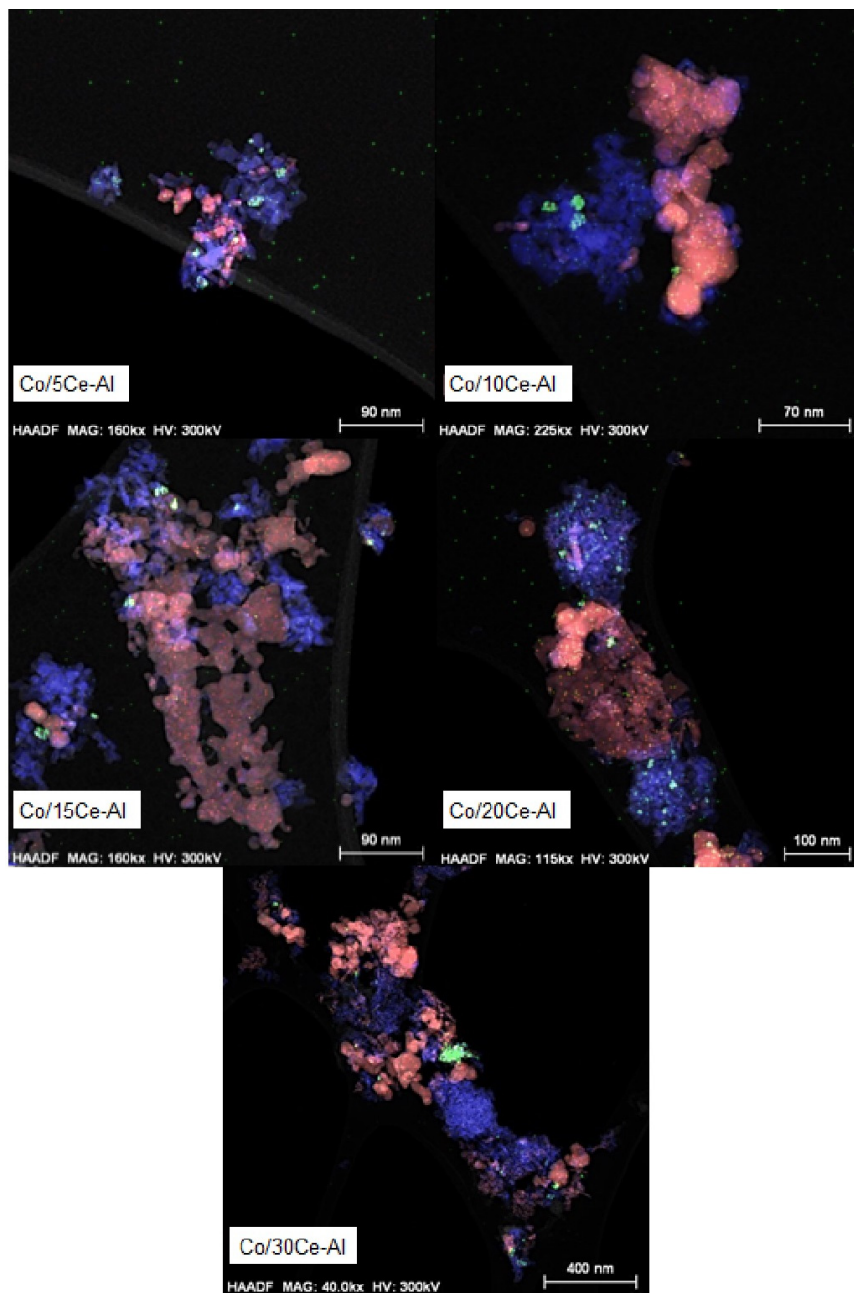 Co/5Ce-Al
90 nm
HAADF MAG: 160kx HV: 300kV
Co/10Ce-Al
70 nm
HAADF MAG: 225kx HV: 300kV
Co/15Ce-Al
90 nm
HAADF MAG: 160kx HV: 300kV
Co/20Ce-Al
100 nm
HAADF MAG: 115kx HV: 300kV
Co/30Ce-Al
400 nm
HAADF MAG: 40.0kx HV: 300kV